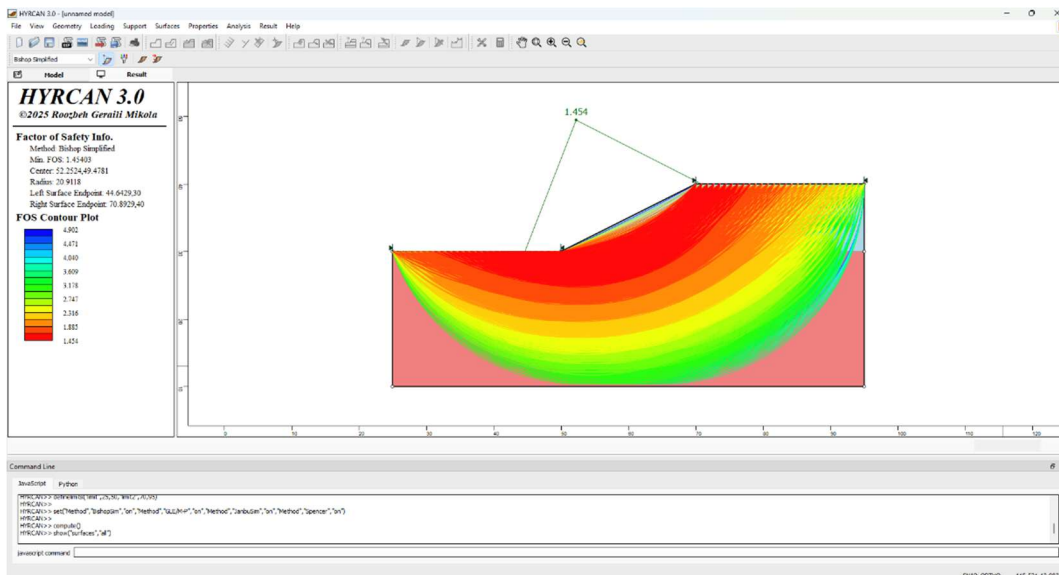 HYRCAN 3.0 - [unnamed model]
File View Geometry Loading Support Surfaces Properties Analysis Result Help
Bishop Simplified
Model Result
HYRCAN 3.0
©2025 Roozbeh Geraili Mikola
Factor of Safety Info.
Method: Bishop Simplified
Min. FOS: 1.45403
Center: 52.2524,49.4781
Radius: 20.9118
Left Surface Endpoint: 44.6429,30
Right Surface Endpoint: 70.8929,40
FOS Contour Plot
4.902
4.471
4.040
3.609
3.178
2.747
2.316
1.885
1.454
1.454
0 10 20 30 40 50 60 70 80 90 100 110 120
Command Line
JavaScript Python
HYRCAN>>
HYRCAN>> set("Method","BishopSim","on","Method","GLE/M-P","on","Method","JanbuSim","on","Method","Spencer","on")
HYRCAN>>
HYRCAN>> compute()
HYRCAN>> show("surfaces","all")
javascript command